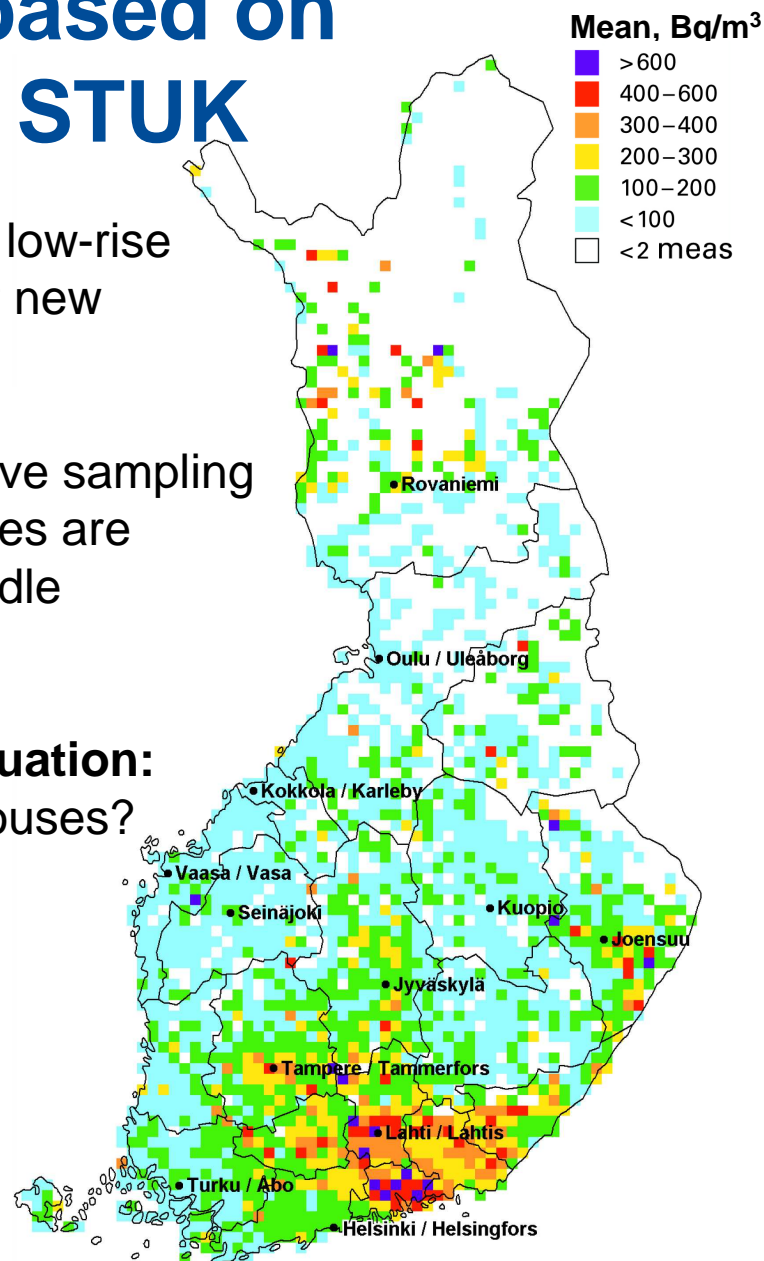 based on
STUK
low-rise
new
ve sampling
es are
dle
uation:
ouses?
Mean, Bq/m³
>600
400–600
300–400
200–300
100–200
<100
<2 meas
Rovaniemi
Oulu / Uleåborg
Kokkola / Karleby
Vaasa / Vasa
Seinäjoki
Kuopio
Joensuu
Jyväskylä
Tampere / Tammerfors
Lahti / Lahtis
Turku / Åbo
Helsinki / Helsingfors